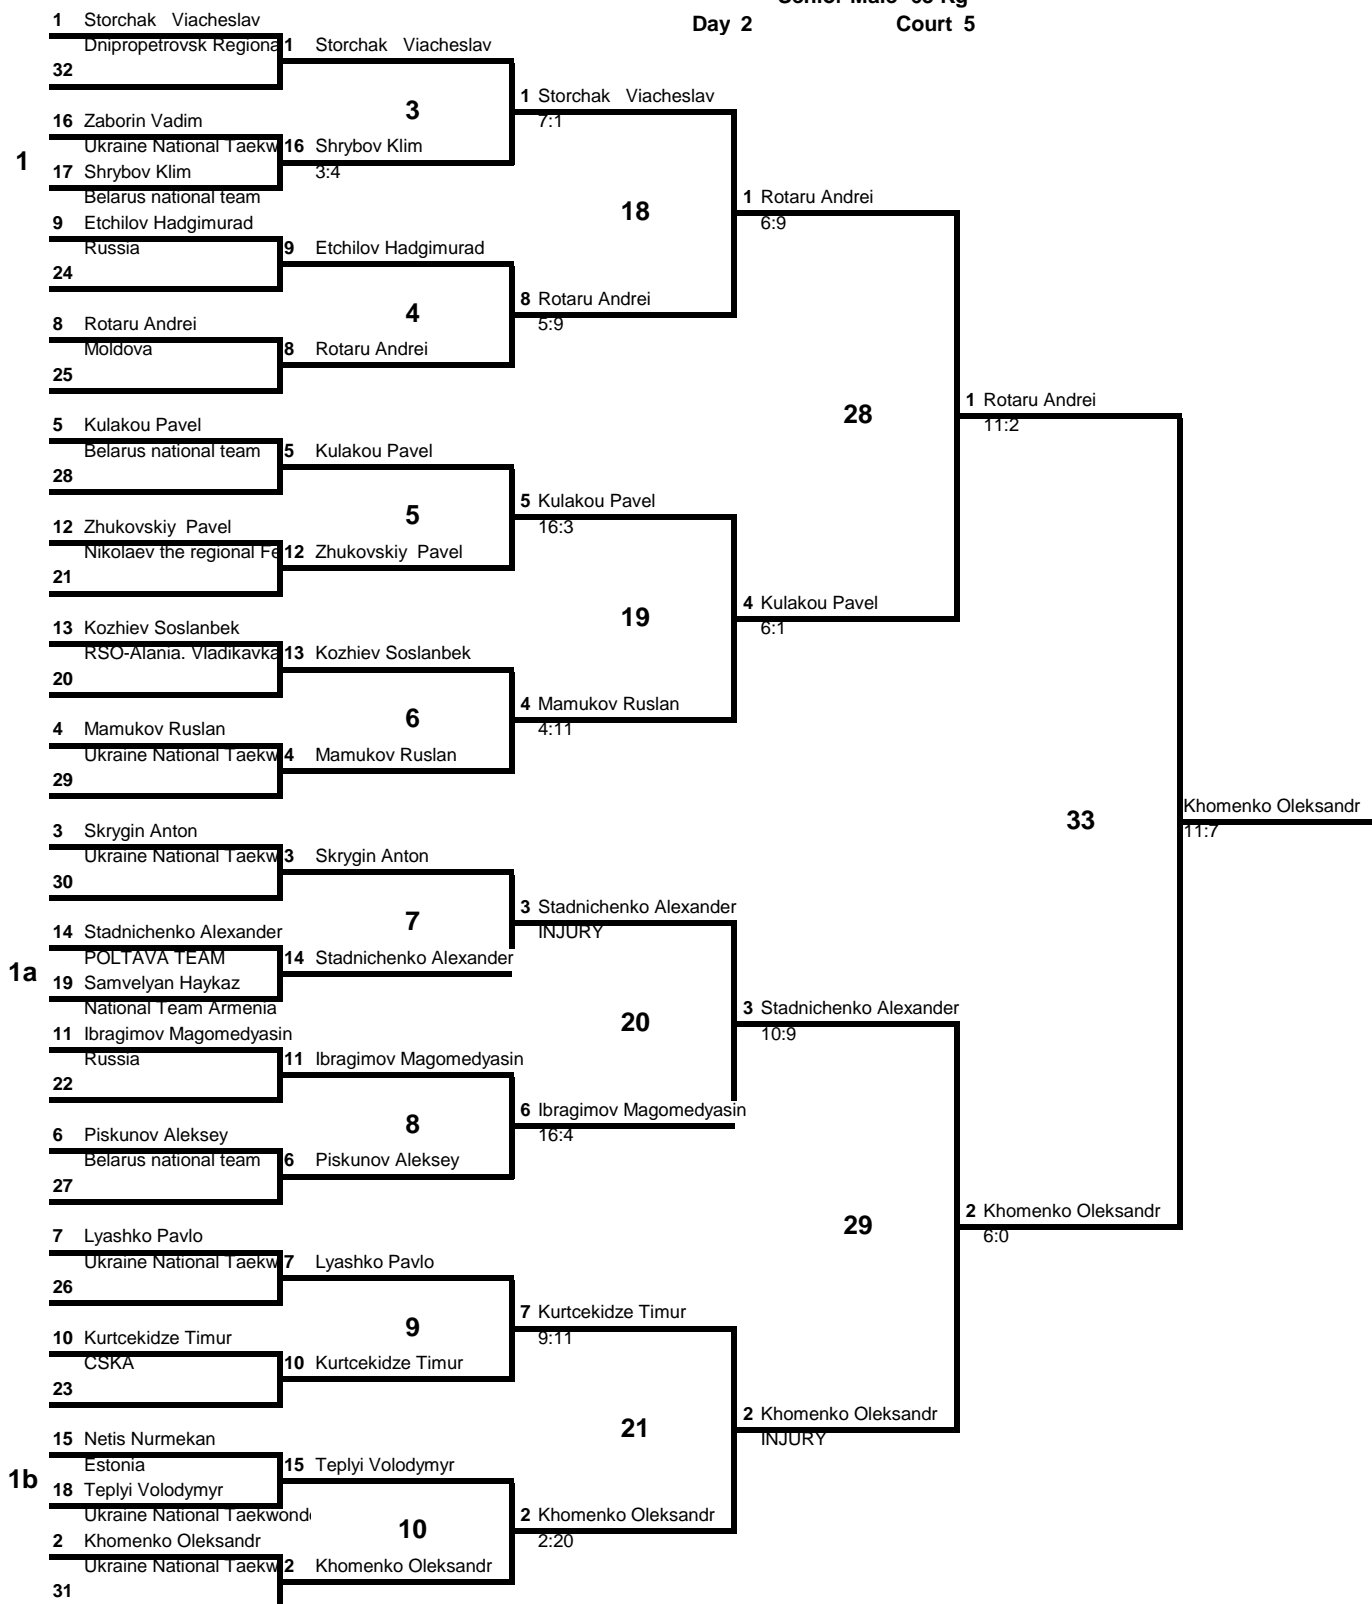 Day 2 Court 5
1 Storchak Viacheslav
Dnipropetrovsk Regiona 1 Storchak Viacheslav
32
3 1 Storchak Viacheslav
7:1
16 Zaborin Vadim
Ukraine National Taekw 16 Shrybov Klim
1 17 Shrybov Klim 3:4
Belarus national team 18 1 Rotaru Andrei
6:9
9 Etchilov Hadgimurad
Russia 9 Etchilov Hadgimurad
24
4 8 Rotaru Andrei
5:9
8 Rotaru Andrei
Moldova 8 Rotaru Andrei
25
28 1 Rotaru Andrei
11:2
5 Kulakou Pavel
Belarus national team 5 Kulakou Pavel
28
5 5 Kulakou Pavel
16:3
12 Zhukovskiy Pavel
Nikolaev the regional Fe 12 Zhukovskiy Pavel
21
19 4 Kulakou Pavel
6:1
13 Kozhiev Soslanbek
RSO-Alania. Vladikavka 13 Kozhiev Soslanbek
20
6 4 Mamukov Ruslan
4:11
4 Mamukov Ruslan
Ukraine National Taekw 4 Mamukov Ruslan
29
33 Khomenko Oleksandr
11:7
3 Skrygin Anton
Ukraine National Taekw 3 Skrygin Anton
30
7 3 Stadnichenko Alexander
INJURY
14 Stadnichenko Alexander
POLTAVA TEAM 14 Stadnichenko Alexander
1a 19 Samvelyan Haykaz
National Team Armenia 20 3 Stadnichenko Alexander
10:9
11 Ibragimov Magomedyasin
Russia 11 Ibragimov Magomedyasin
22
8 6 Ibragimov Magomedyasin
16:4
6 Piskunov Aleksey
Belarus national team 6 Piskunov Aleksey
27
29 2 Khomenko Oleksandr
6:0
7 Lyashko Pavlo
Ukraine National Taekw 7 Lyashko Pavlo
26
9 7 Kurtcekidze Timur
9:11
10 Kurtcekidze Timur
CSKA 10 Kurtcekidze Timur
23
21 2 Khomenko Oleksandr
INJURY
15 Netis Nurmekan
Estonia 15 Teplyi Volodymyr
1b 18 Teplyi Volodymyr
Ukraine National Taekwond
10 2 Khomenko Oleksandr
2:20
2 Khomenko Oleksandr
Ukraine National Taekw 2 Khomenko Oleksandr
31